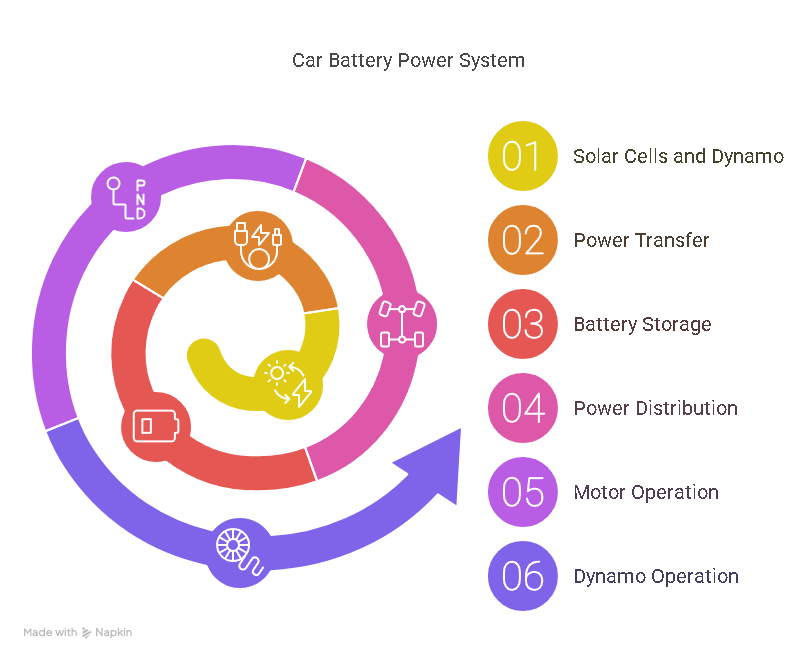 Car Battery Power System
01 Solar Cells and Dynamo
02 Power Transfer
03 Battery Storage
04 Power Distribution
05 Motor Operation
06 Dynamo Operation
P
N
D
Made with Napkin